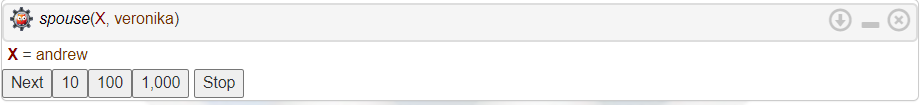 spouse(X, veronika)
X = andrew
Next 10 100 1,000 Stop